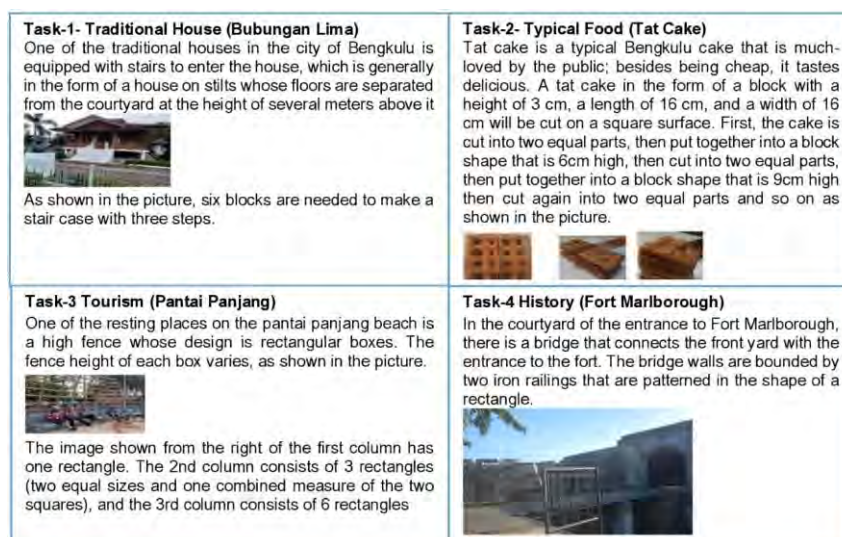 Task-1- Traditional House (Bubungan Lima)
One of the traditional houses in the city of Bengkulu is
equipped with stairs to enter the house, which is generally
in the form of a house on stilts whose floors are separated
from the courtyard at the height of several meters above it
As shown in the picture, six blocks are needed to make a
stair case with three steps.
Task-2- Typical Food (Tat Cake)
Tat cake is a typical Bengkulu cake that is much-
loved by the public; besides being cheap, it tastes
delicious. A tat cake in the form of a block with a
height of 3 cm, a length of 16 cm, and a width of 16
cm will be cut on a square surface. First, the cake is
cut into two equal parts, then put together into a block
shape that is 6cm high, then cut into two equal parts,
then put together into a block shape that is 9cm high
then cut again into two equal parts and so on as
shown in the picture.
Task-3 Tourism (Pantai Panjang)
One of the resting places on the pantai panjang beach is
a high fence whose design is rectangular boxes. The
fence height of each box varies, as shown in the picture.
The image shown from the right of the first column has
one rectangle. The 2nd column consists of 3 rectangles
(two equal sizes and one combined measure of the two
squares), and the 3rd column consists of 6 rectangles
Task-4 History (Fort Marlborough)
In the courtyard of the entrance to Fort Marlborough,
there is a bridge that connects the front yard with the
entrance to the fort. The bridge walls are bounded by
two iron railings that are patterned in the shape of a
rectangle.